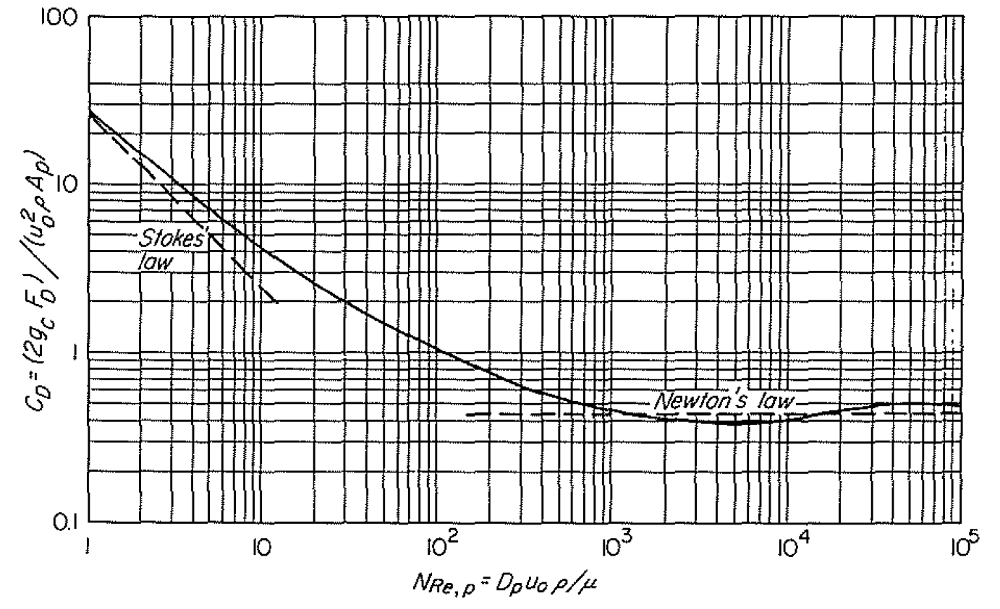 100
10
1
0.1
C_D = (2g_c F_D) / (u_o^2 ρ A_p)
Stokes'
law
Newton's law
1 10 10^2 10^3 10^4 10^5
N_Re,p = D_p u_o ρ/μ